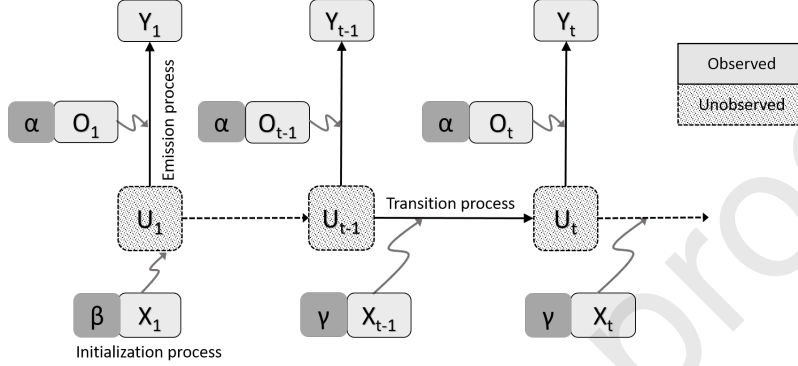 Y1
Yt-1
Yt
Observed
Unobserved
Emission process
α O1
α Ot-1
α Ot
U1
Ut-1
Transition process
Ut
β X1
γ Xt-1
γ Xt
Initialization process
pro